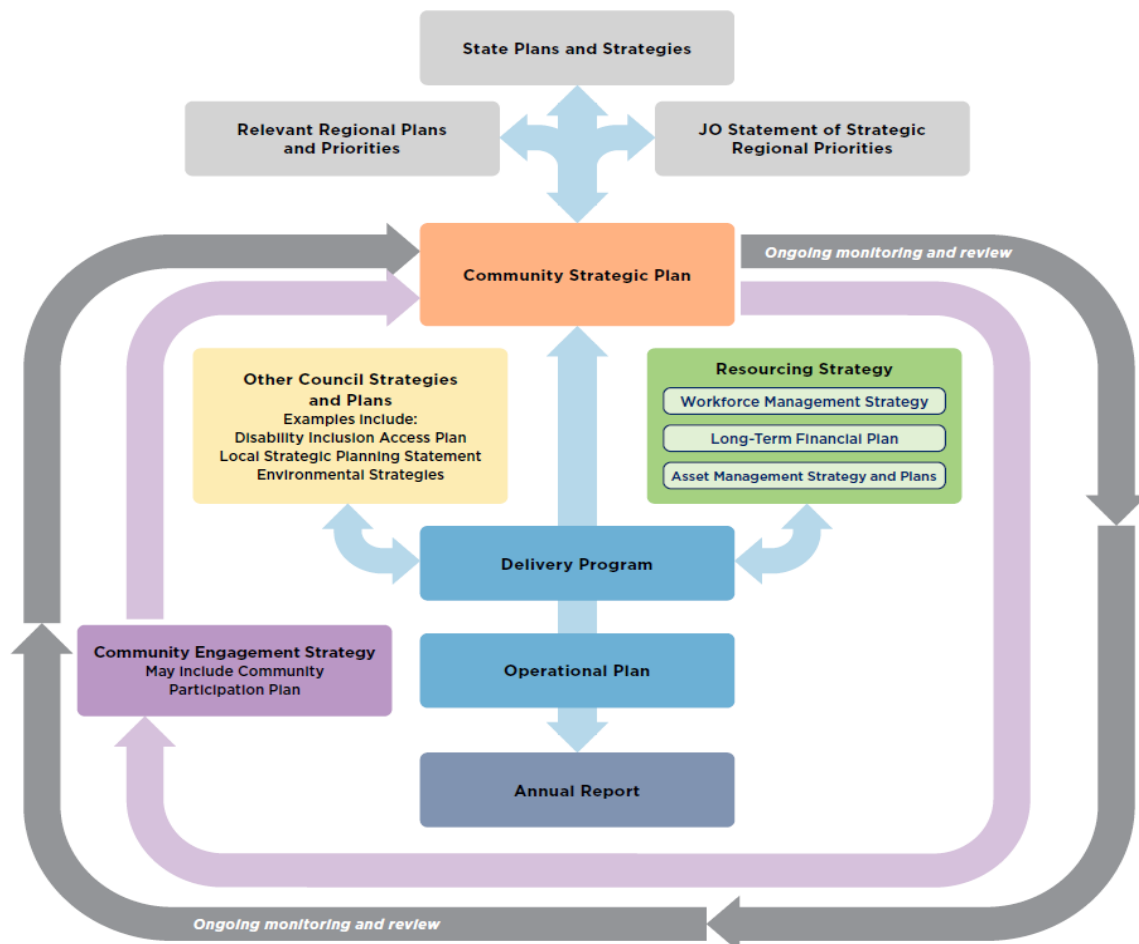 State Plans and Strategies
Relevant Regional Plans
and Priorities
JO Statement of Strategic
Regional Priorities
Community Strategic Plan
Ongoing monitoring and review
Other Council Strategies
and Plans
Examples Include:
Disability Inclusion Access Plan
Local Strategic Planning Statement
Environmental Strategies
Resourcing Strategy
Workforce Management Strategy
Long-Term Financial Plan
Asset Management Strategy and Plans
Delivery Program
Community Engagement Strategy
May Include Community
Participation Plan
Operational Plan
Annual Report
Ongoing monitoring and review